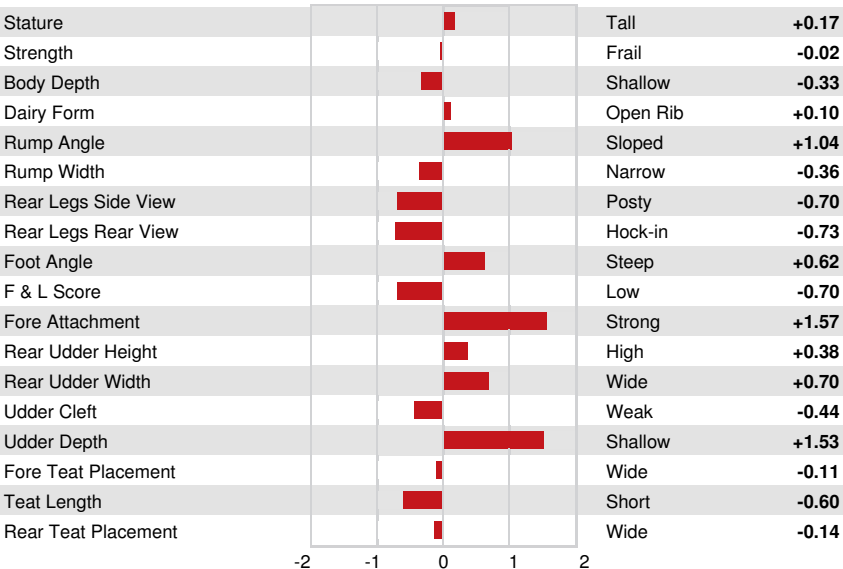 Stature Tall +0.17
Strength Frail -0.02
Body Depth Shallow -0.33
Dairy Form Open Rib +0.10
Rump Angle Sloped +1.04
Rump Width Narrow -0.36
Rear Legs Side View Posty -0.70
Rear Legs Rear View Hock-in -0.73
Foot Angle Steep +0.62
F & L Score Low -0.70
Fore Attachment Strong +1.57
Rear Udder Height High +0.38
Rear Udder Width Wide +0.70
Udder Cleft Weak -0.44
Udder Depth Shallow +1.53
Fore Teat Placement Wide -0.11
Teat Length Short -0.60
Rear Teat Placement Wide -0.14
-2 -1 0 1 2